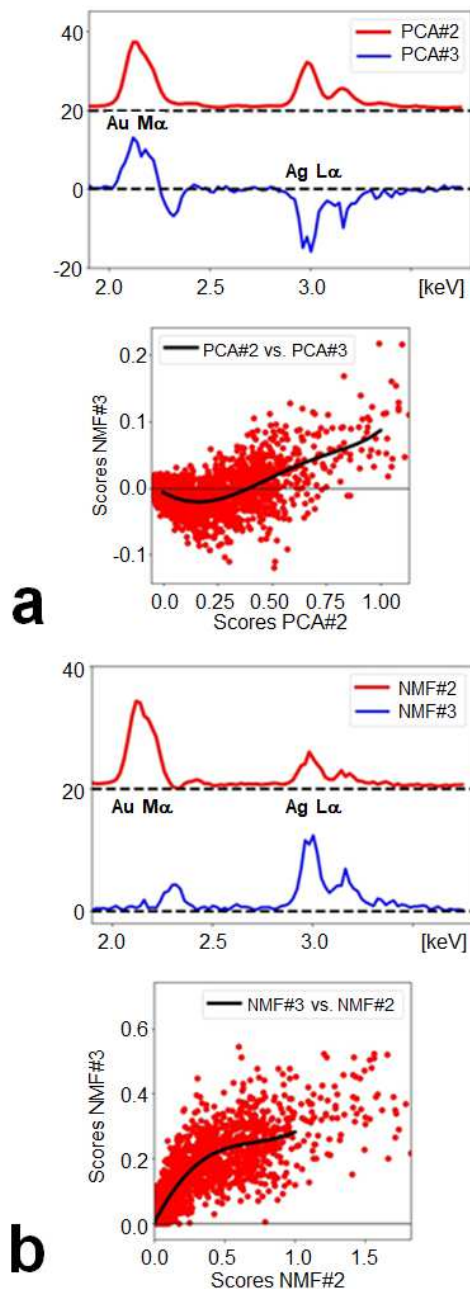 40
PCA#2
PCA#3
20
Au Mα
Ag Lα
0
-20
2.0 2.5 3.0 [keV]
0.2
PCA#2 vs. PCA#3
Scores NMF#3
0.1
0.0
-0.1
0.0 0.25 0.50 0.75 1.00
Scores PCA#2
a
40
NMF#2
NMF#3
20
Au Mα Ag Lα
0
2.0 2.5 3.0 [keV]
NMF#3 vs. NMF#2
0.6
Scores NMF#3
0.4
0.2
0.0
0.0 0.5 1.0 1.5
Scores NMF#2
b